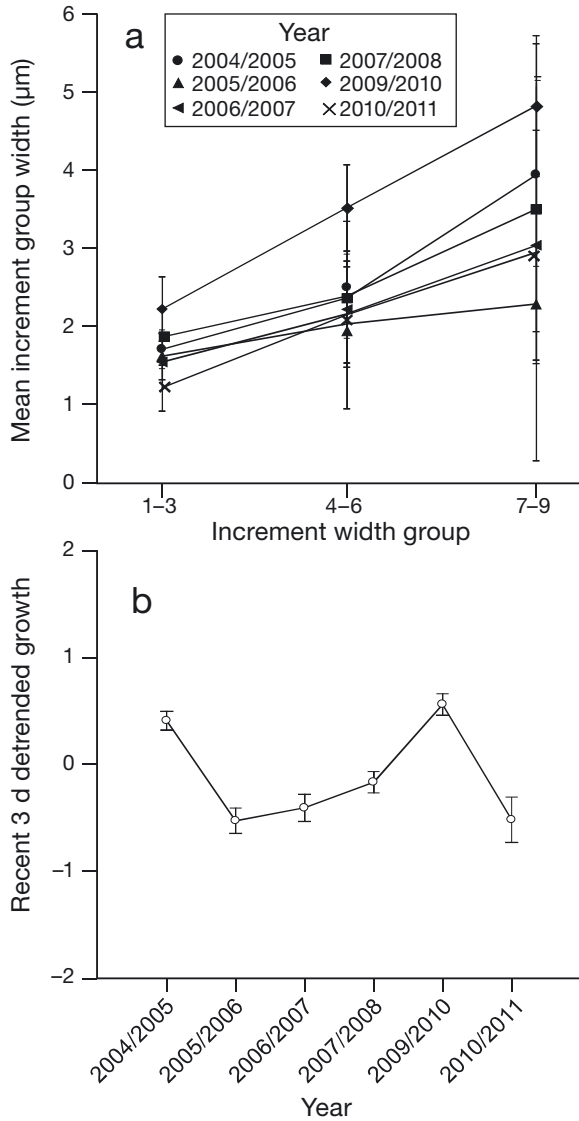 a
Year
2004/2005 2007/2008
2005/2006 2009/2010
2006/2007 2010/2011
Mean increment group width (µm)
6
5
4
3
2
1
0
1–3 4–6 7–9
Increment width group
b
Recent 3 d detrended growth
2
1
0
–1
–2
2004/2005 2005/2006 2006/2007 2007/2008 2009/2010 2010/2011
Year